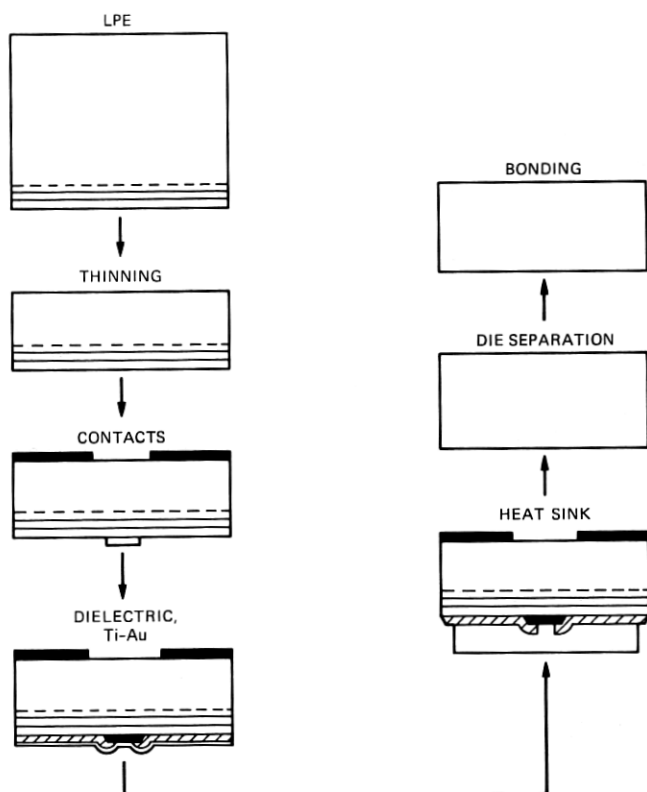 LPE
THINNING
CONTACTS
DIELECTRIC,
Ti-Au
BONDING
DIE SEPARATION
HEAT SINK